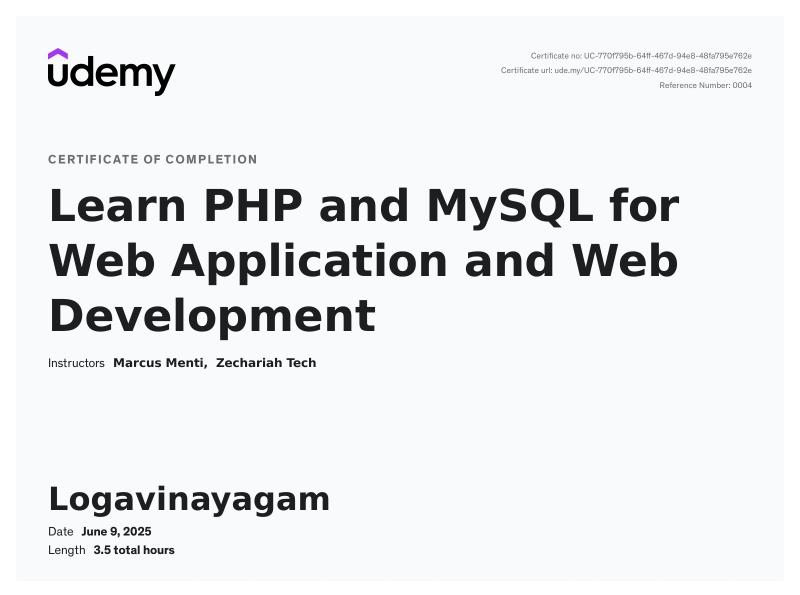 udemy
Certificate no: UC-770f795b-64ff-467d-94e8-48fa795e762e
Certificate url: ude.my/UC-770f795b-64ff-467d-94e8-48fa795e762e
Reference Number: 0004
CERTIFICATE OF COMPLETION
Learn PHP and MySQL for
Web Application and Web
Development
Instructors Marcus Menti, Zechariah Tech
Logavinayagam
Date June 9, 2025
Length 3.5 total hours